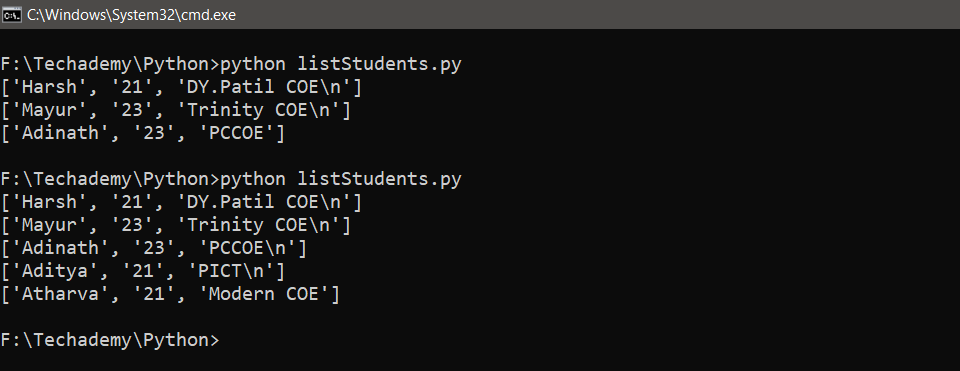 C:\Windows\System32\cmd.exe
F:\Techademy\Python>python listStudents.py
['Harsh', '21', 'DY.Patil COE\n']
['Mayur', '23', 'Trinity COE\n']
['Adinath', '23', 'PCCOE']
F:\Techademy\Python>python listStudents.py
['Harsh', '21', 'DY.Patil COE\n']
['Mayur', '23', 'Trinity COE\n']
['Adinath', '23', 'PCCOE\n']
['Aditya', '21', 'PICT\n']
['Atharva', '21', 'Modern COE']
F:\Techademy\Python>